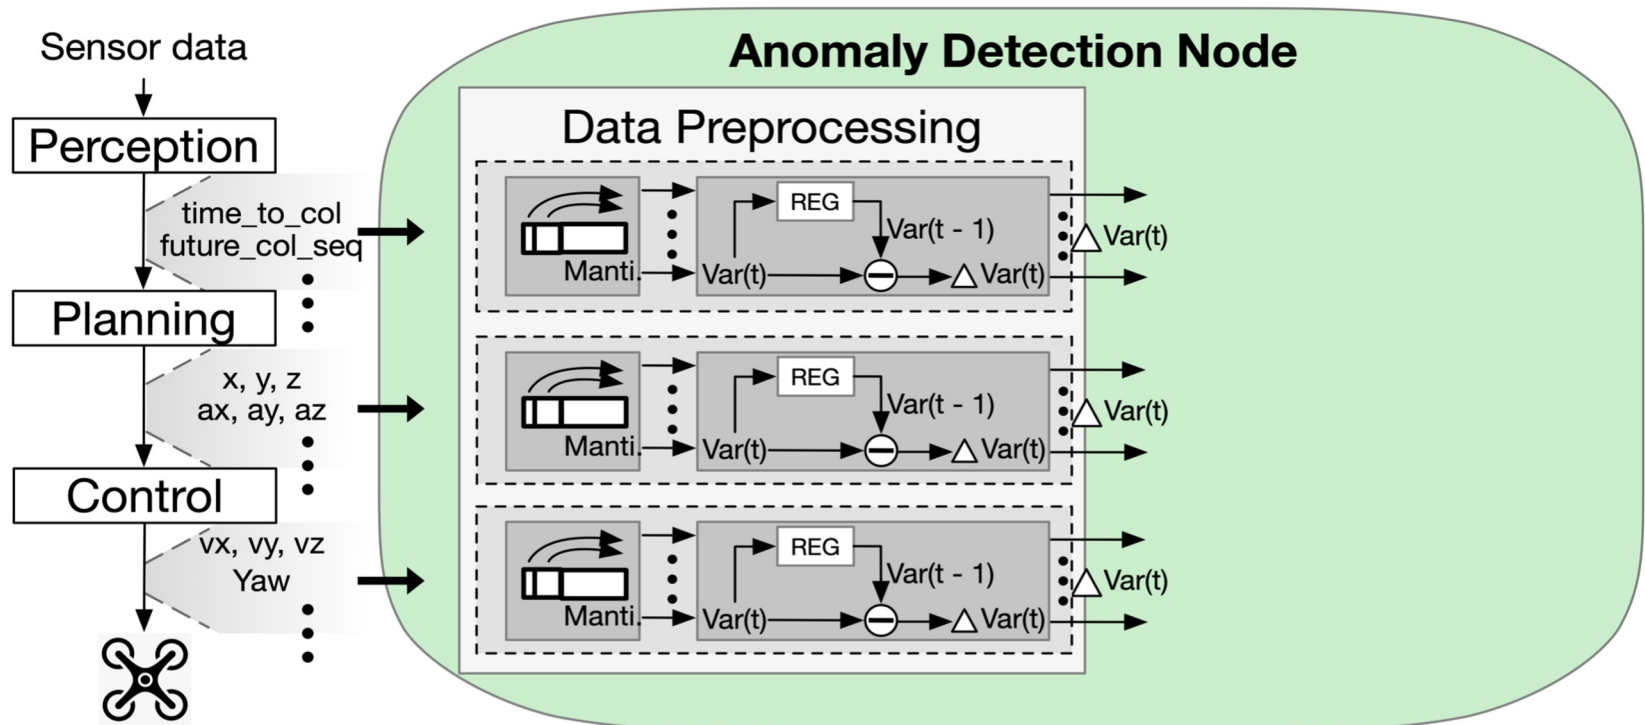 Sensor data
Anomaly Detection Node
Perception
time_to_col
future_col_seq
Planning
x, y, z
ax, ay, az
Control
vx, vy, vz
Yaw
Data Preprocessing
REG
Var(t - 1)
Manti.
Var(t)
△ Var(t)
△ Var(t)
REG
Var(t - 1)
Manti.
Var(t)
△ Var(t)
△ Var(t)
REG
Var(t - 1)
Manti.
Var(t)
△ Var(t)
△ Var(t)